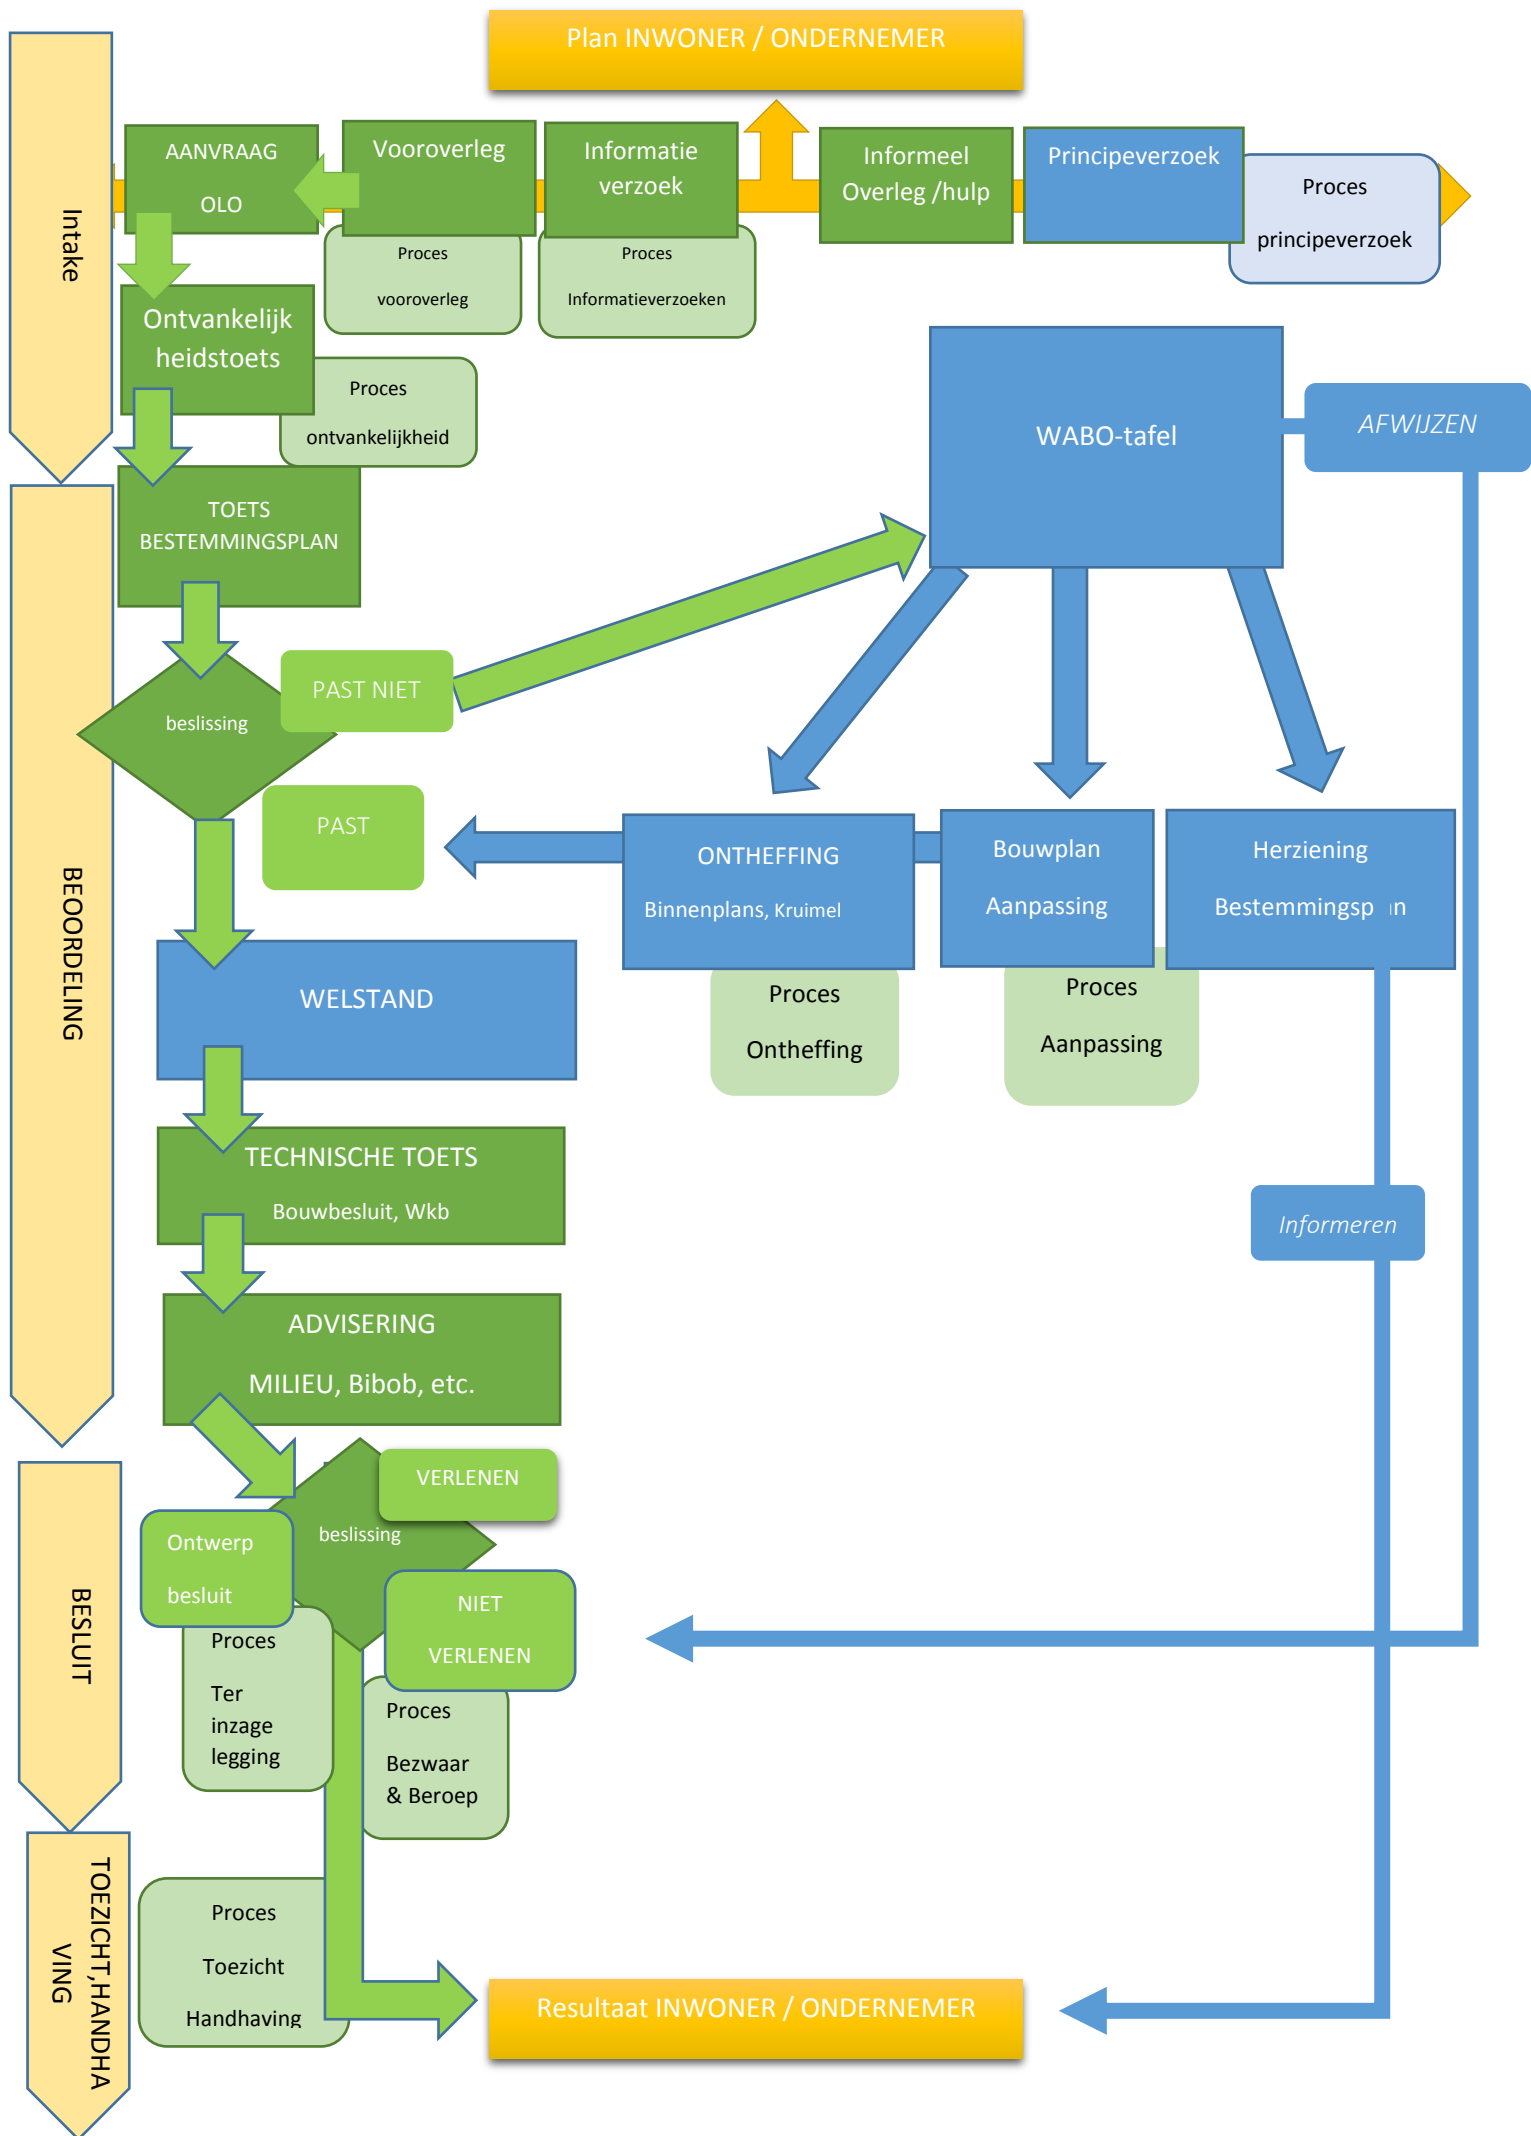 Plan INWONER / ONDERNEMER
AANVRAAG
OLO
Vooroverleg
Informatie
verzoek
Informeel
Overleg /hulp
Principeverzoek
Proces
principeverzoek
Proces
vooroverleg
Proces
Informatieverzoeken
Intake
Ontvankelijk
heidstoets
Proces
ontvankelijkheid
WABO-tafel
AFWIJZEN
TOETS
BESTEMMINGSPLAN
beslissing
PAST NIET
PAST
ONTHEFFING
Binnenplans, Kruimel
Bouwplan
Aanpassing
Herziening
Bestemmingsp n
Proces
Ontheffing
Proces
Aanpassing
BEOORDELING
WELSTAND
TECHNISCHE TOETS
Bouwbesluit, Wkb
Informeren
ADVISERING
MILIEU, Bibob, etc.
VERLENEN
beslissing
Ontwerp
besluit
NIET
VERLENEN
BESLUIT
Proces
Ter
inzage
legging
Proces
Bezwaar
& Beroep
TOEZICHT,HANDHA
VING
Proces
Toezicht
Handhaving
Resultaat INWONER / ONDERNEMER